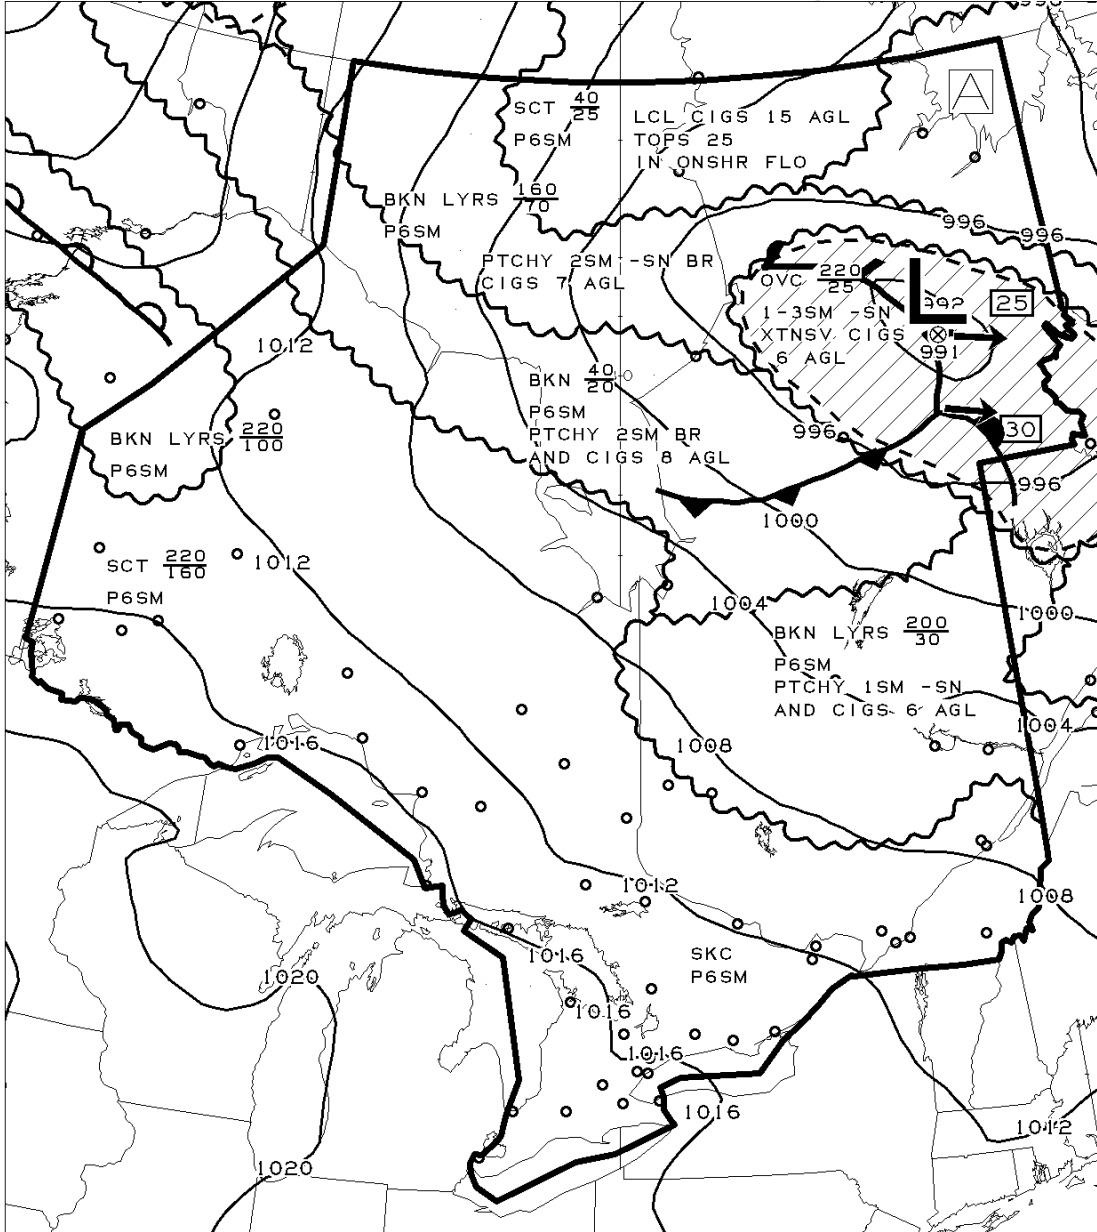 996
A
SCT 40
25
P6SM
LCL CIGS 15 AGL
TOPS 25
IN ONSHR FLO
BKN LYRS 160
70
P6SM
996
996
PTCHY 2SM -SN BR
CIGS 7 AGL
OVC 220
25
992
25
1-3SM -SN
XTNSV CIGS
6 AGL
L
991
1012
BKN 40
20
P6SM
PTCHY 2SM BR
AND CIGS 8 AGL
996
30
BKN LYRS 220
100
P6SM
996
1000
SCT 220
160
P6SM
1012
1004
1000
BKN LYRS 200
30
P6SM
PTCHY 1SM -SN
AND CIGS 6 AGL
1016
1008
1004
1012
1008
1016
SKC
P6SM
1020
1016
1016
1016
1012
1020